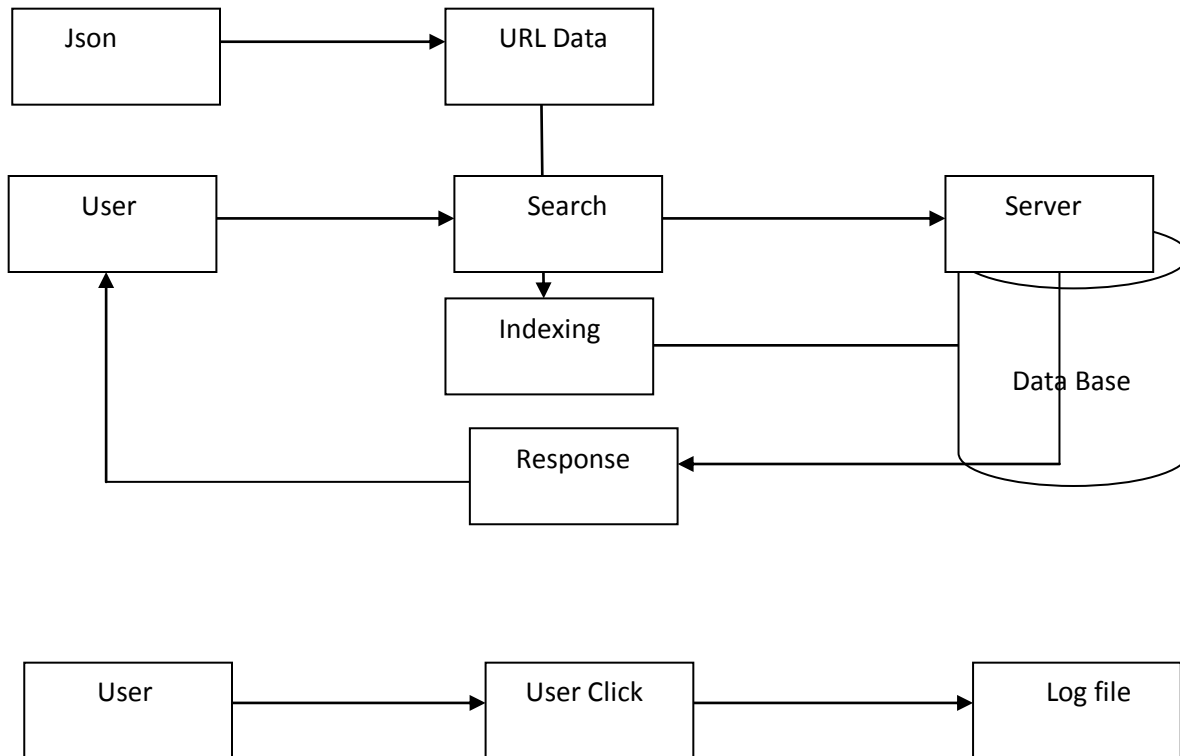 Json
URL Data
User
Search
Server
Indexing
Data Base
Response
User
User Click
Log file